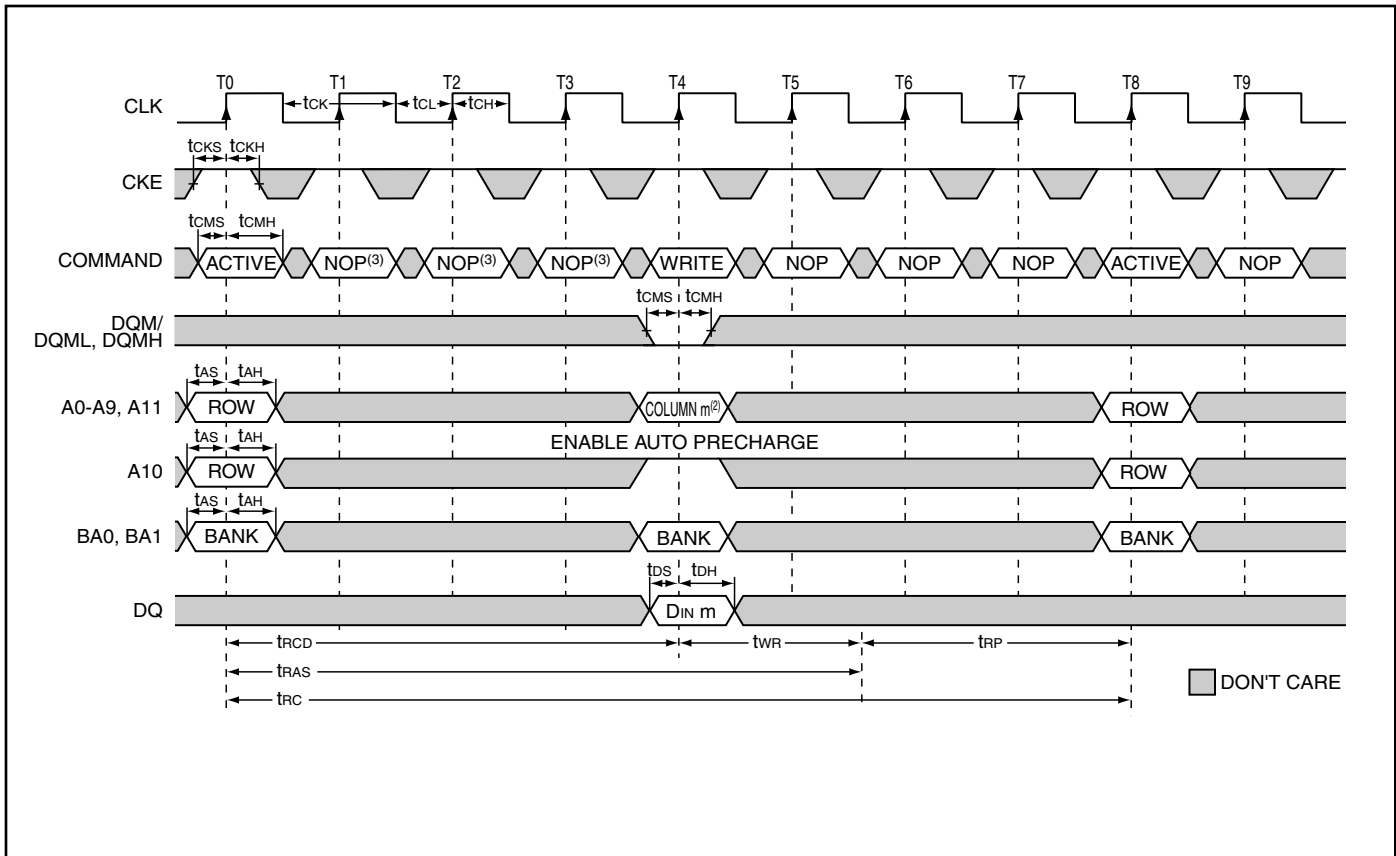 T0 T1 T2 T3 T4 T5 T6 T7 T8 T9
CLK
tCK tCL tCH
tCKS tCKH
CKE
tCMS tCMH
COMMAND ACTIVE NOP(3) NOP(3) NOP(3) WRITE NOP NOP NOP ACTIVE NOP
tCMS tCMH
DQM/
DQML, DQMH
tAS tAH
A0-A9, A11 ROW COLUMN m(2) ROW
tAS tAH ENABLE AUTO PRECHARGE
A10 ROW ROW
tAS tAH
BA0, BA1 BANK BANK BANK
tDS tDH
DQ DIN m
tRCD tWR tRP
tRAS
tRC
DON'T CARE